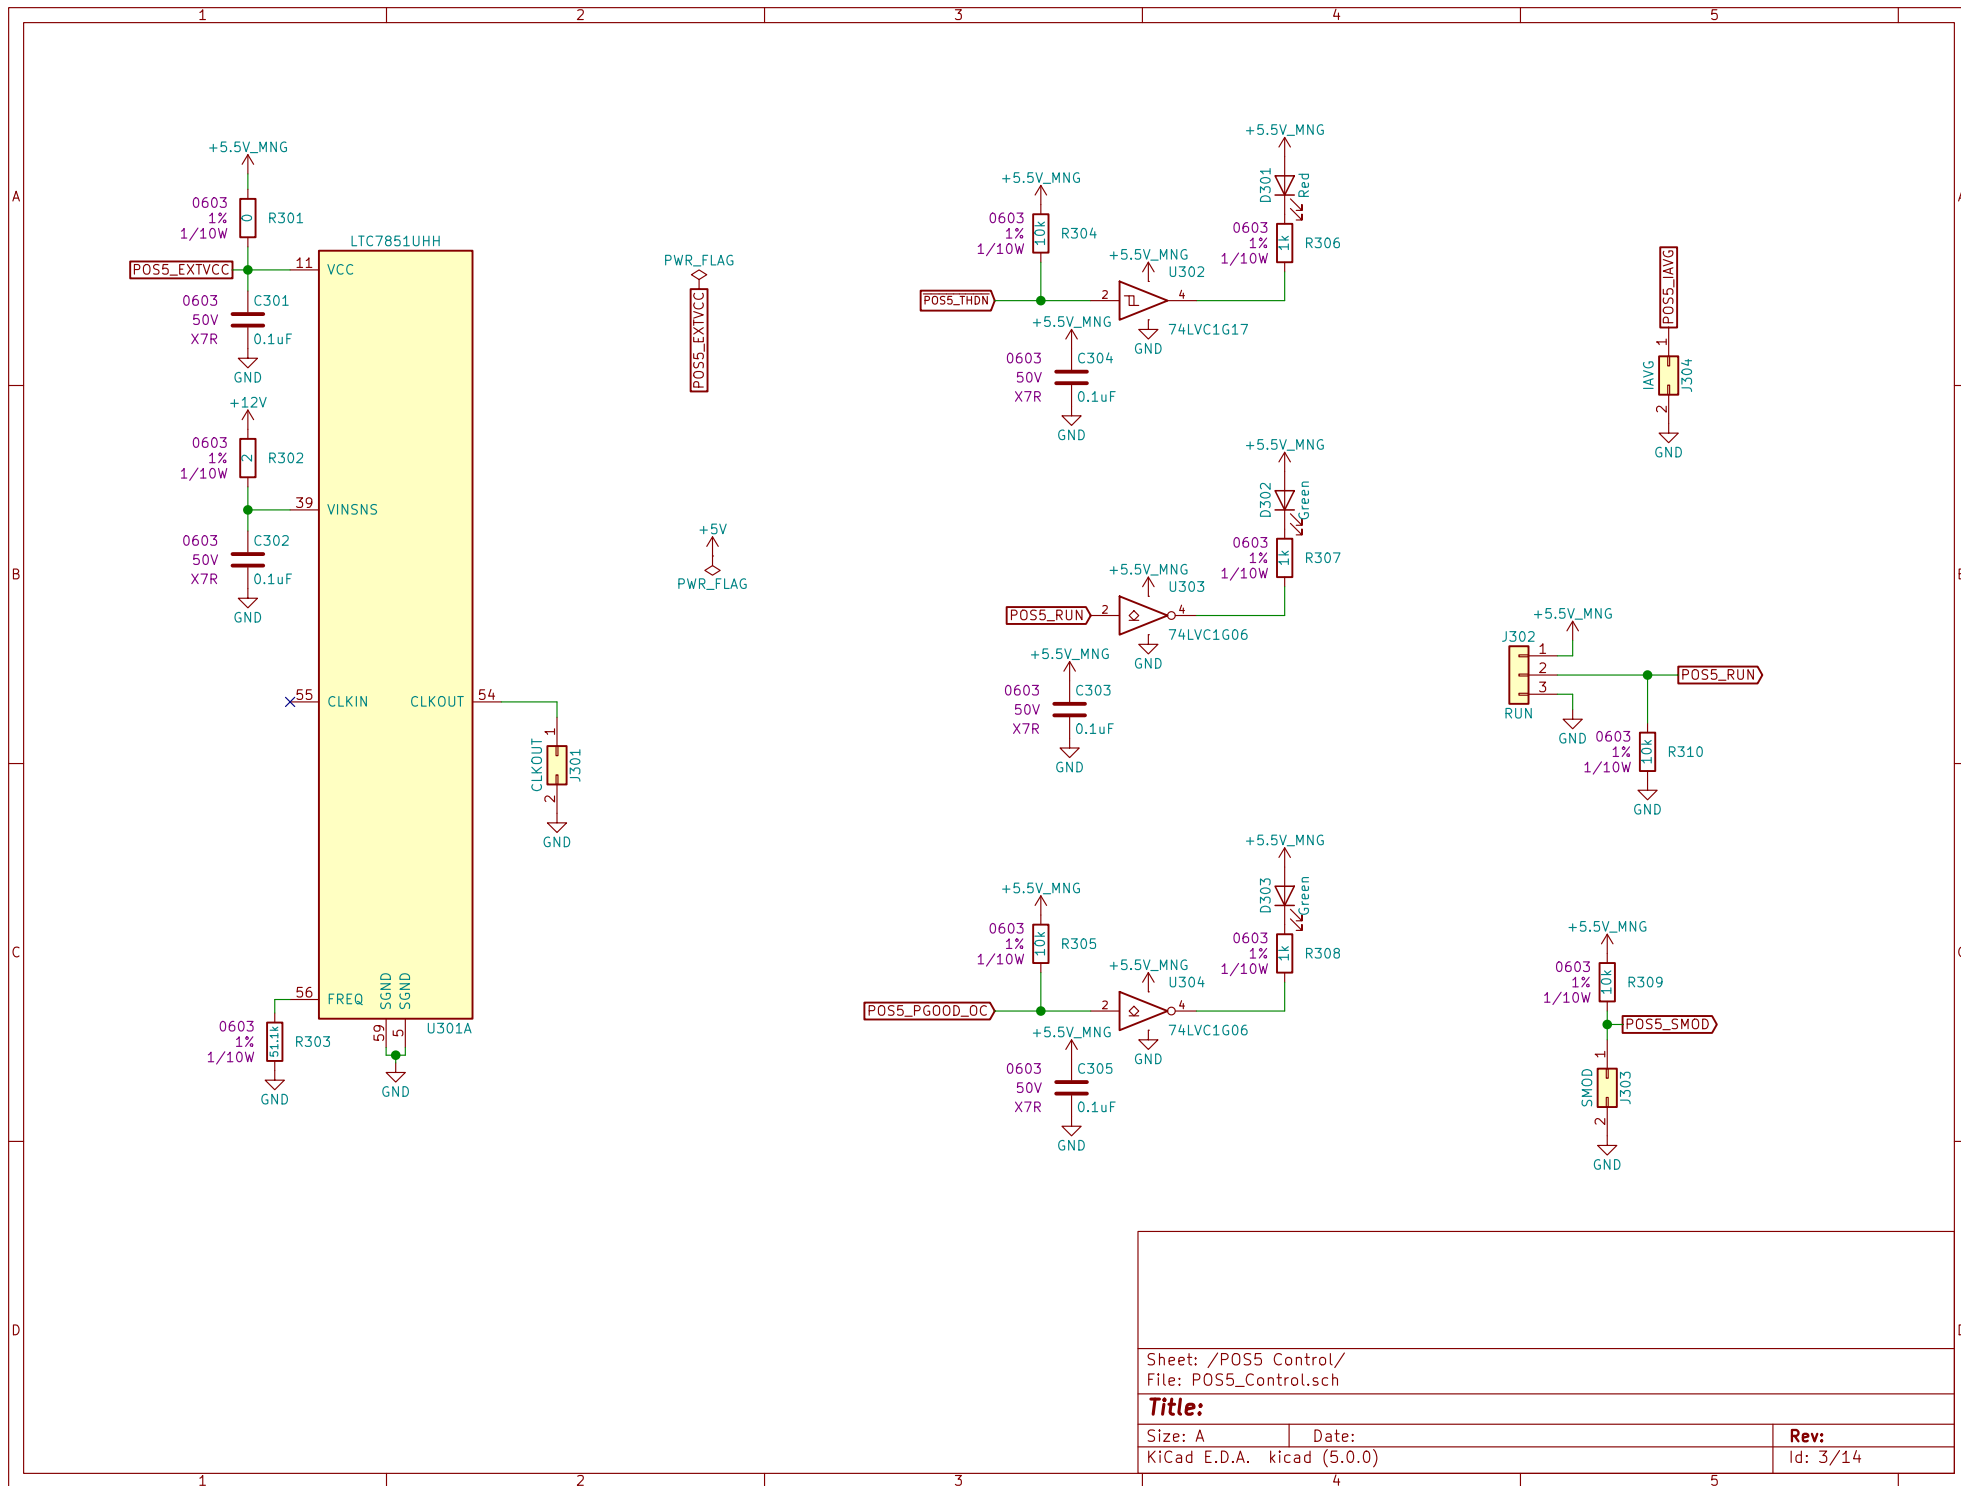 1 2 3 4 5
A
B
C
D
+5.5V_MNG
0603
1%
1/10W
0
R301
POS5_EXTVCC
11
VCC
LTC7851UHH
0603
50V
X7R
C301
0.1uF
GND
+12V
0603
1%
1/10W
2
R302
39
VINSNS
0603
50V
X7R
C302
0.1uF
GND
55
CLKIN
CLKOUT
54
CLKOUT
1
2
J301
GND
56
FREQ
SGND
SGND
59
5
U301A
GND
0603
1%
1/10W
51.1k
R303
GND
PWR_FLAG
POS5_EXTVCC
+5V
PWR_FLAG
+5.5V_MNG
0603
1%
1/10W
10k
R304
POS5_THDN
+5.5V_MNG
U302
2
4
74LVC1G17
GND
+5.5V_MNG
0603
50V
X7R
C304
0.1uF
GND
+5.5V_MNG
D301
Red
0603
1%
1/10W
1k
R306
+5.5V_MNG
D302
Green
0603
1%
1/10W
1k
R307
POS5_RUN
+5.5V_MNG
U303
2
4
74LVC1G06
GND
+5.5V_MNG
0603
50V
X7R
C303
0.1uF
GND
+5.5V_MNG
D303
Green
0603
1%
1/10W
1k
R308
+5.5V_MNG
0603
1%
1/10W
10k
R305
POS5_PGOOD_OC
+5.5V_MNG
U304
2
4
74LVC1G06
GND
+5.5V_MNG
0603
50V
X7R
C305
0.1uF
GND
POS5_IAVG
1
IAVG
J304
2
GND
+5.5V_MNG
J302
1
2
3
RUN
GND
POS5_RUN
0603
1%
1/10W
10k
R310
GND
+5.5V_MNG
0603
1%
1/10W
10k
R309
POS5_SMOD
1
SMOD
J303
2
GND
Sheet: /POS5 Control/
File: POS5_Control.sch
Title:
Size: A Date: Rev:
KiCad E.D.A. kicad (5.0.0) Id: 3/14
1 2 3 4 5